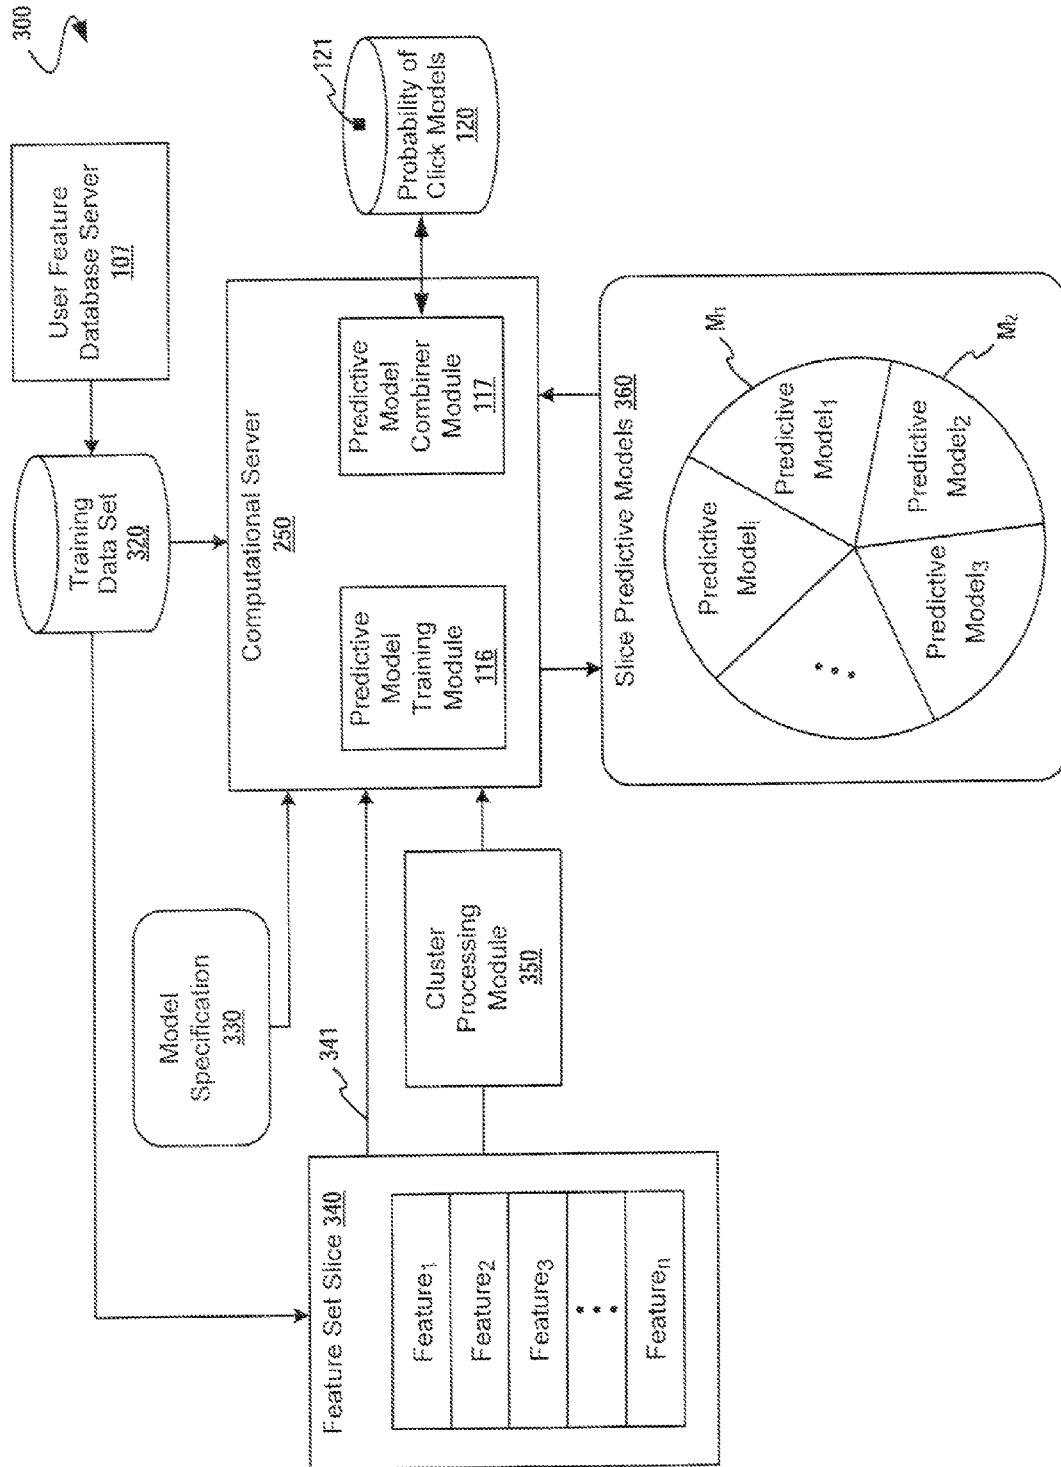 300
User Feature
Database Server
107
Training
Data Set
320
Model
Specification
330
Computational Server
250
Predictive
Model
Training
Module
116
Predictive
Model
Combiner
Module
117
121
Probability of
Click Models
120
341
Feature Set Slice 340
Feature1
Feature2
Feature3
• • •
Featuren
Cluster
Processing
Module
350
Slice Predictive Models 360
Predictive
Modeli
Predictive
Model1
M1
Predictive
Model2
M2
Predictive
Model3
• • •